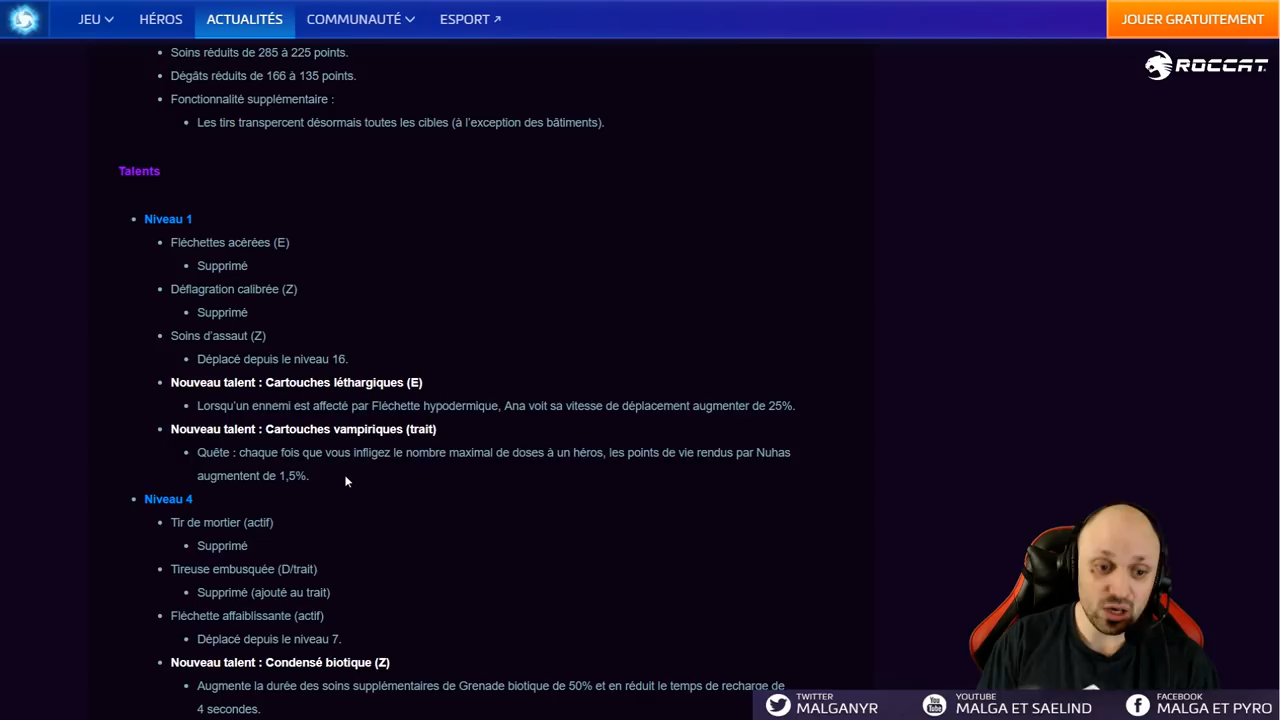 JEU HÉROS ACTUALITÉS COMMUNAUTÉ ESPORT JOUER GRATUITEMENT
Soins réduits de 285 à 225 points.
ROCCAT
Dégâts réduits de 166 à 135 points.
Fonctionnalité supplémentaire :
Les tirs transpercent désormais toutes les cibles (à l'exception des bâtiments).
Talents
Niveau 1
Fléchettes acérées (E)
Supprimé
Déflagration calibrée (Z)
Supprimé
Soins d'assaut (Z)
Déplacé depuis le niveau 16.
Nouveau talent : Cartouches léthargiques (E)
Lorsqu'un ennemi est affecté par Fléchette hypodermique, Ana voit sa vitesse de déplacement augmenter de 25%.
Nouveau talent : Cartouches vampiriques (trait)
Quête : chaque fois que vous infligez le nombre maximal de doses à un héros, les points de vie rendus par Nuhas
augmentent de 1,5%.
Niveau 4
Tir de mortier (actif)
Supprimé
Tireuse embusquée (D/trait)
Supprimé (ajouté au trait)
Fléchette affaiblissante (actif)
Déplacé depuis le niveau 7.
Nouveau talent : Condensé biotique (Z)
Augmente la durée des soins supplémentaires de Grenade biotique de 50% et en réduit le temps de recharge de
4 secondes.
TWITTER
MALGANYR
YOUTUBE
MALGA ET SAELIND
FACEBOOK
MALGA ET PYRO